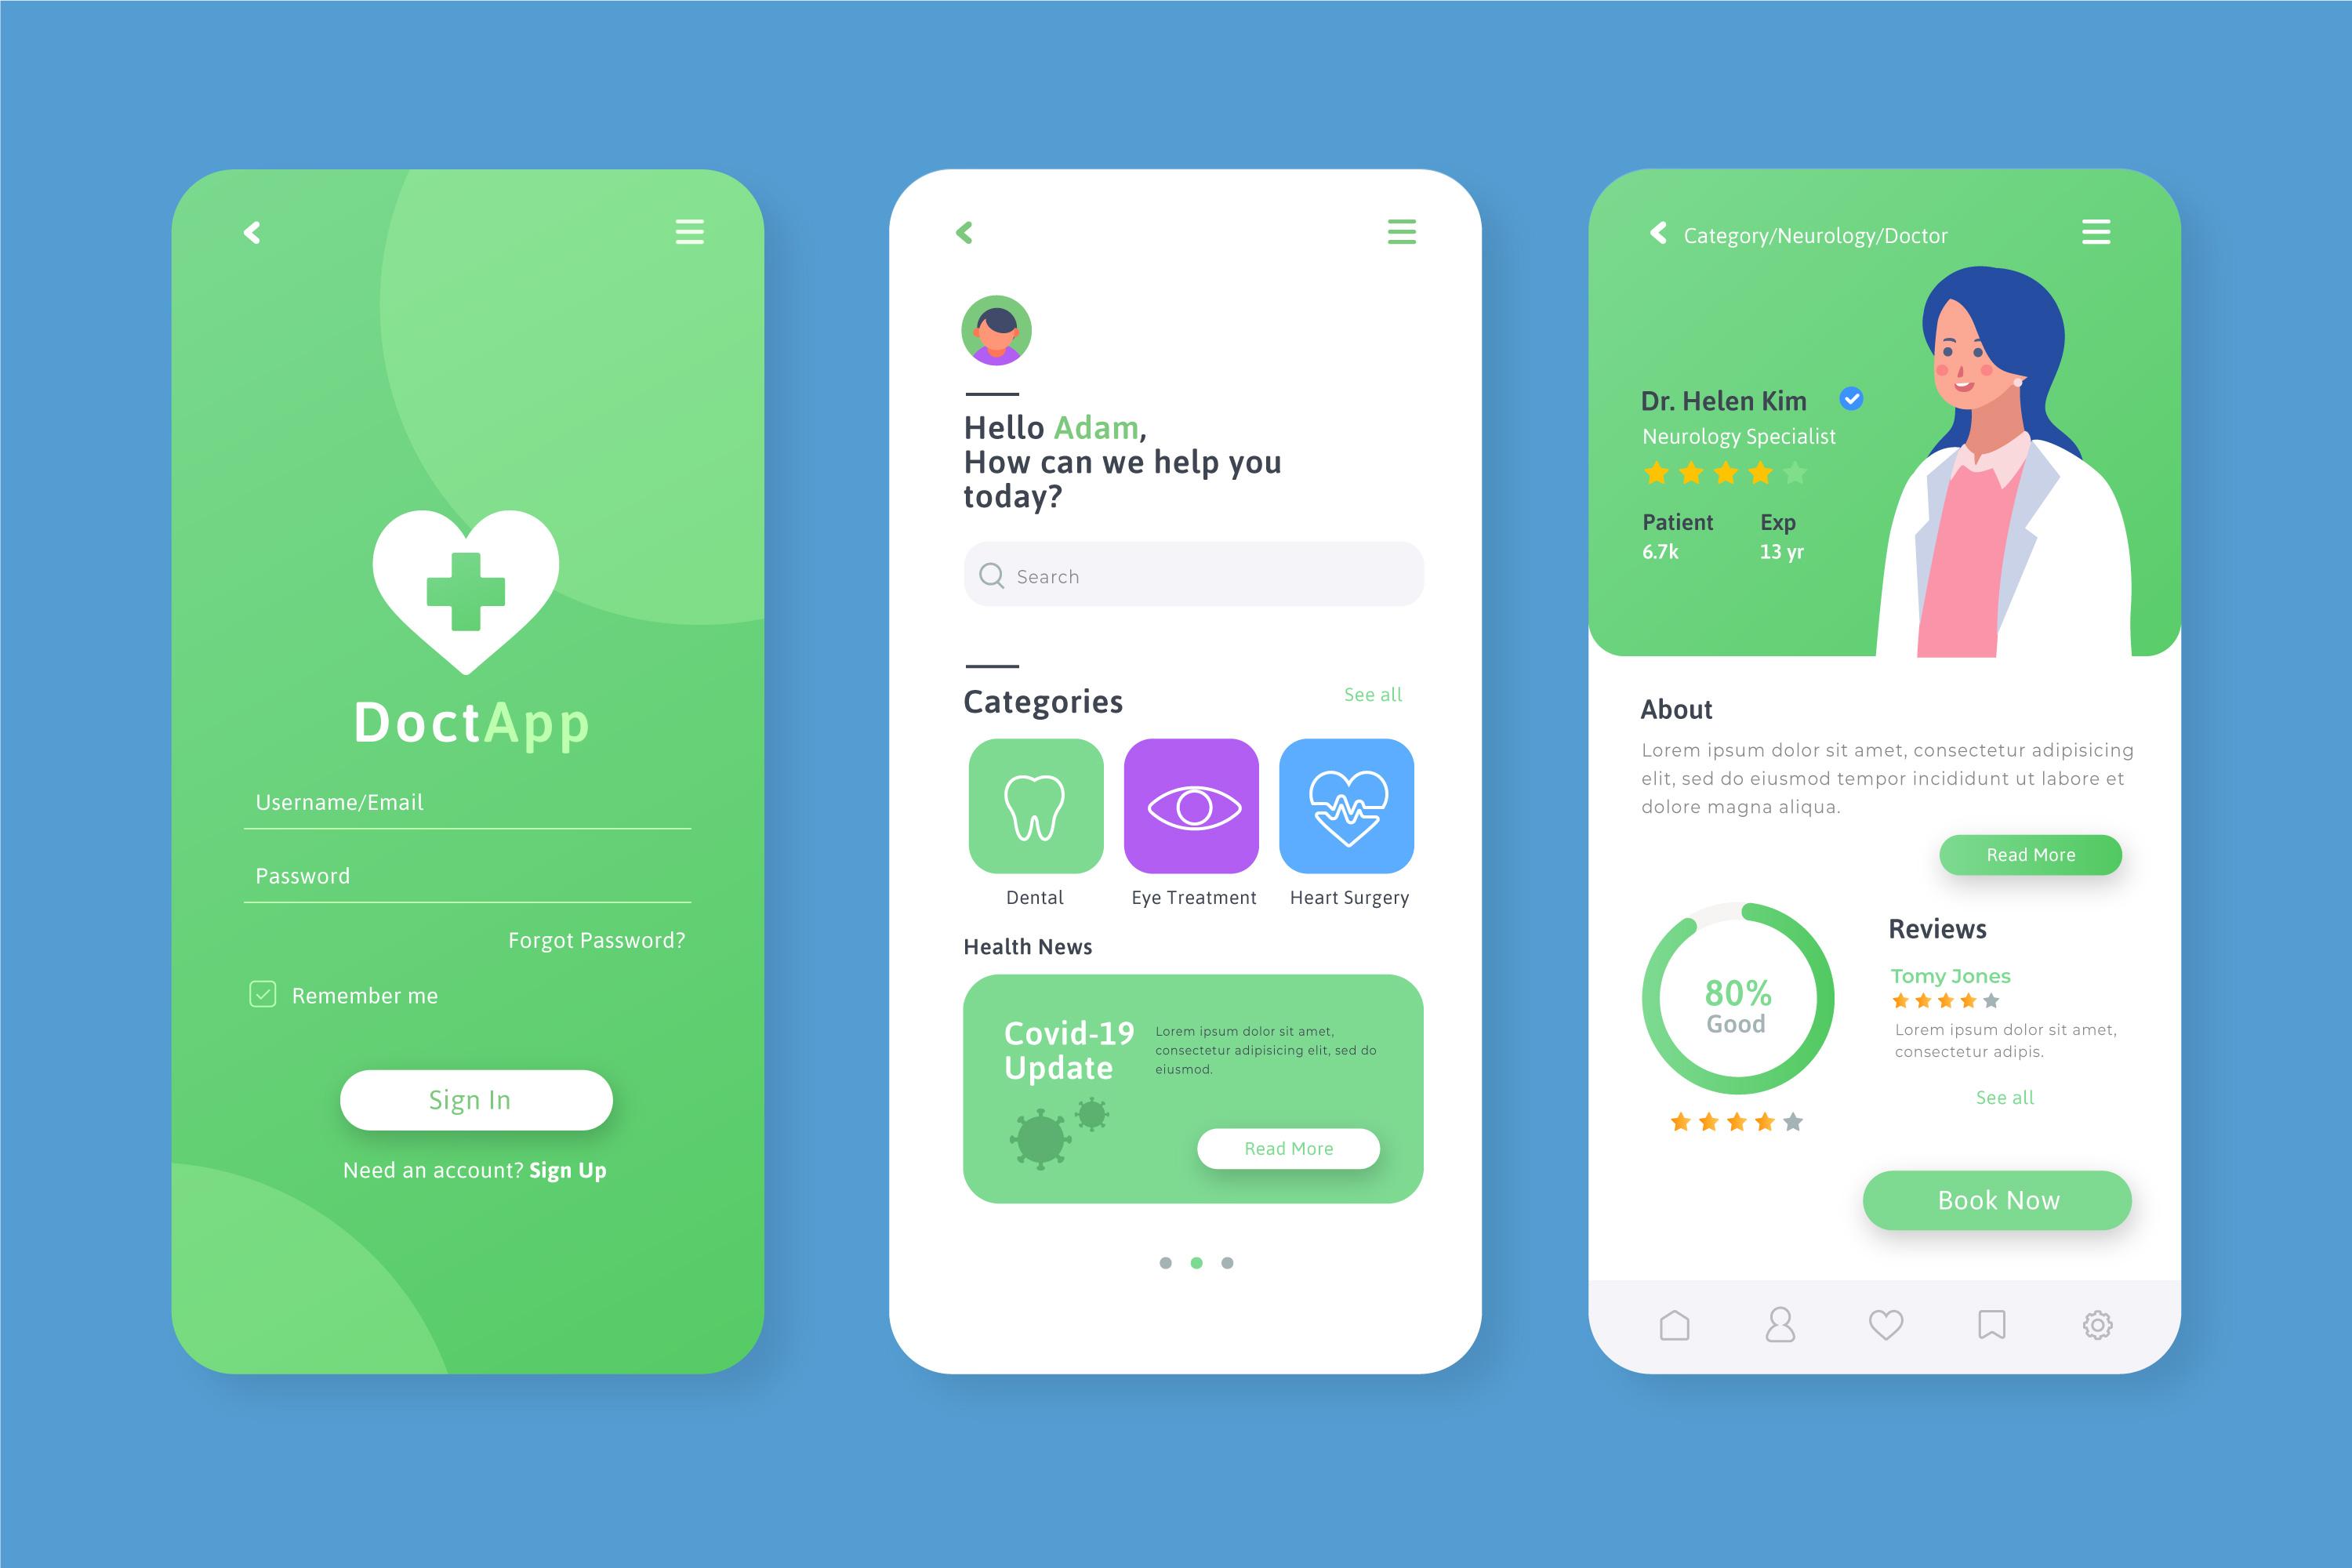 DoctApp
Username/Email
Password
Forgot Password?
Remember me
Sign In
Need an account? Sign Up
Hello Adam,
How can we help you
today?
Search
Categories
See all
Dental
Eye Treatment
Heart Surgery
Health News
Covid-19
Update
Lorem ipsum dolor sit amet,
consectetur adipisicing elit, sed do
eiusmod.
Read More
Category/Neurology/Doctor
Dr. Helen Kim
Neurology Specialist
Patient
6.7k
Exp
13 yr
About
Lorem ipsum dolor sit amet, consectetur adipisicing
elit, sed do eiusmod tempor incididunt ut labore et
dolore magna aliqua.
Read More
80%
Good
Reviews
Tomy Jones
Lorem ipsum dolor sit amet,
consectetur adipis.
See all
Book Now